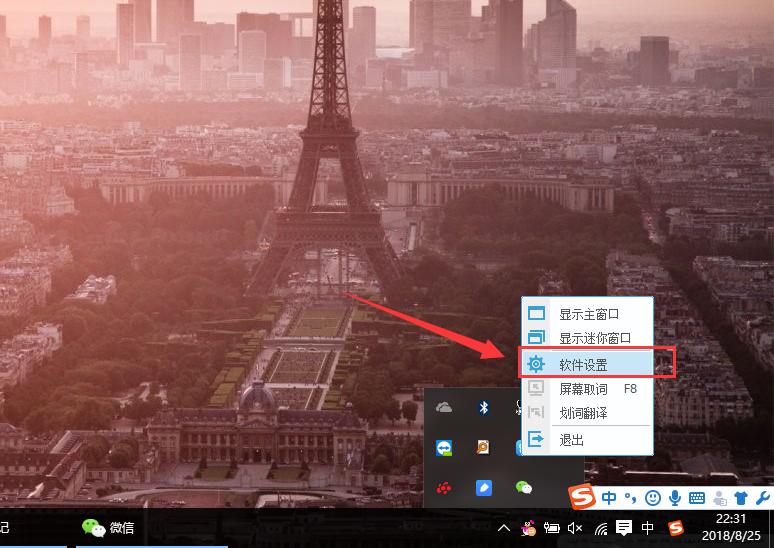 显示主窗口
显示迷你窗口
软件设置
屏幕取词 F8
划词翻译
退出
S 中
记 微信 中 S 22:31
2018/8/25